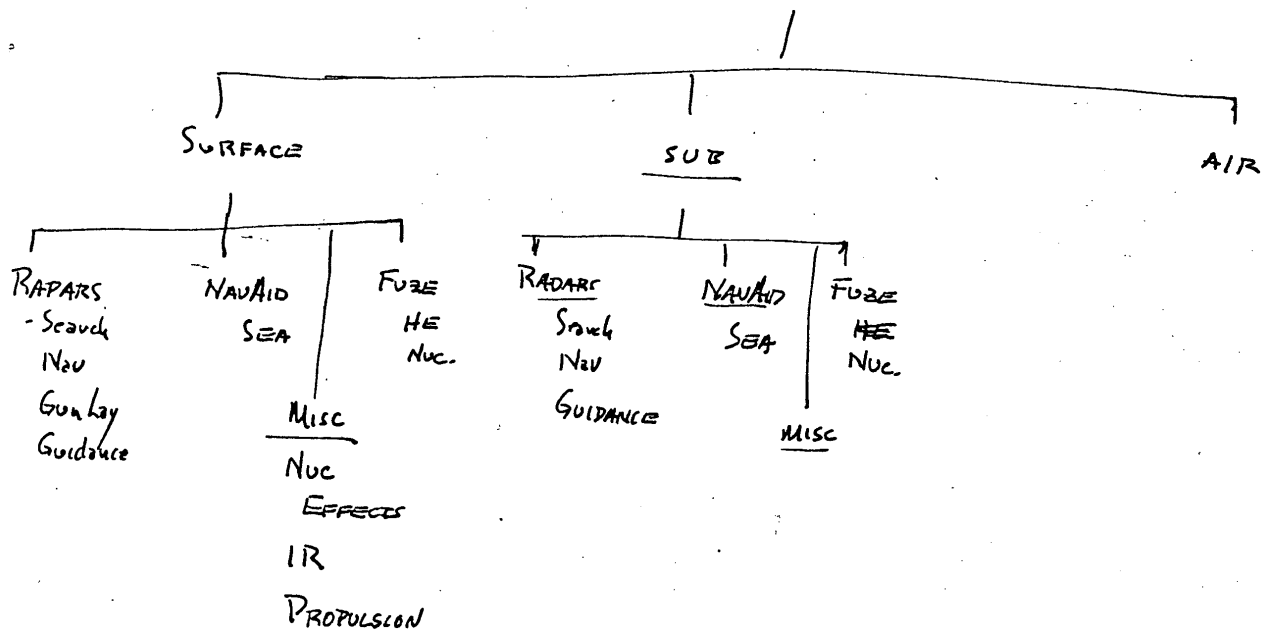 SURFACE
SUB
AIR
RADARS
- Search
Nav
Gun Lay
Guidance
NAVAID
SEA
MISC
NUC
EFFECTS
IR
PROPULSION
FUZE
HE
NUC.
RADARS
Search
Nav
GUIDANCE
NAVAID
SEA
MISC
FUZE
HE
NUC.